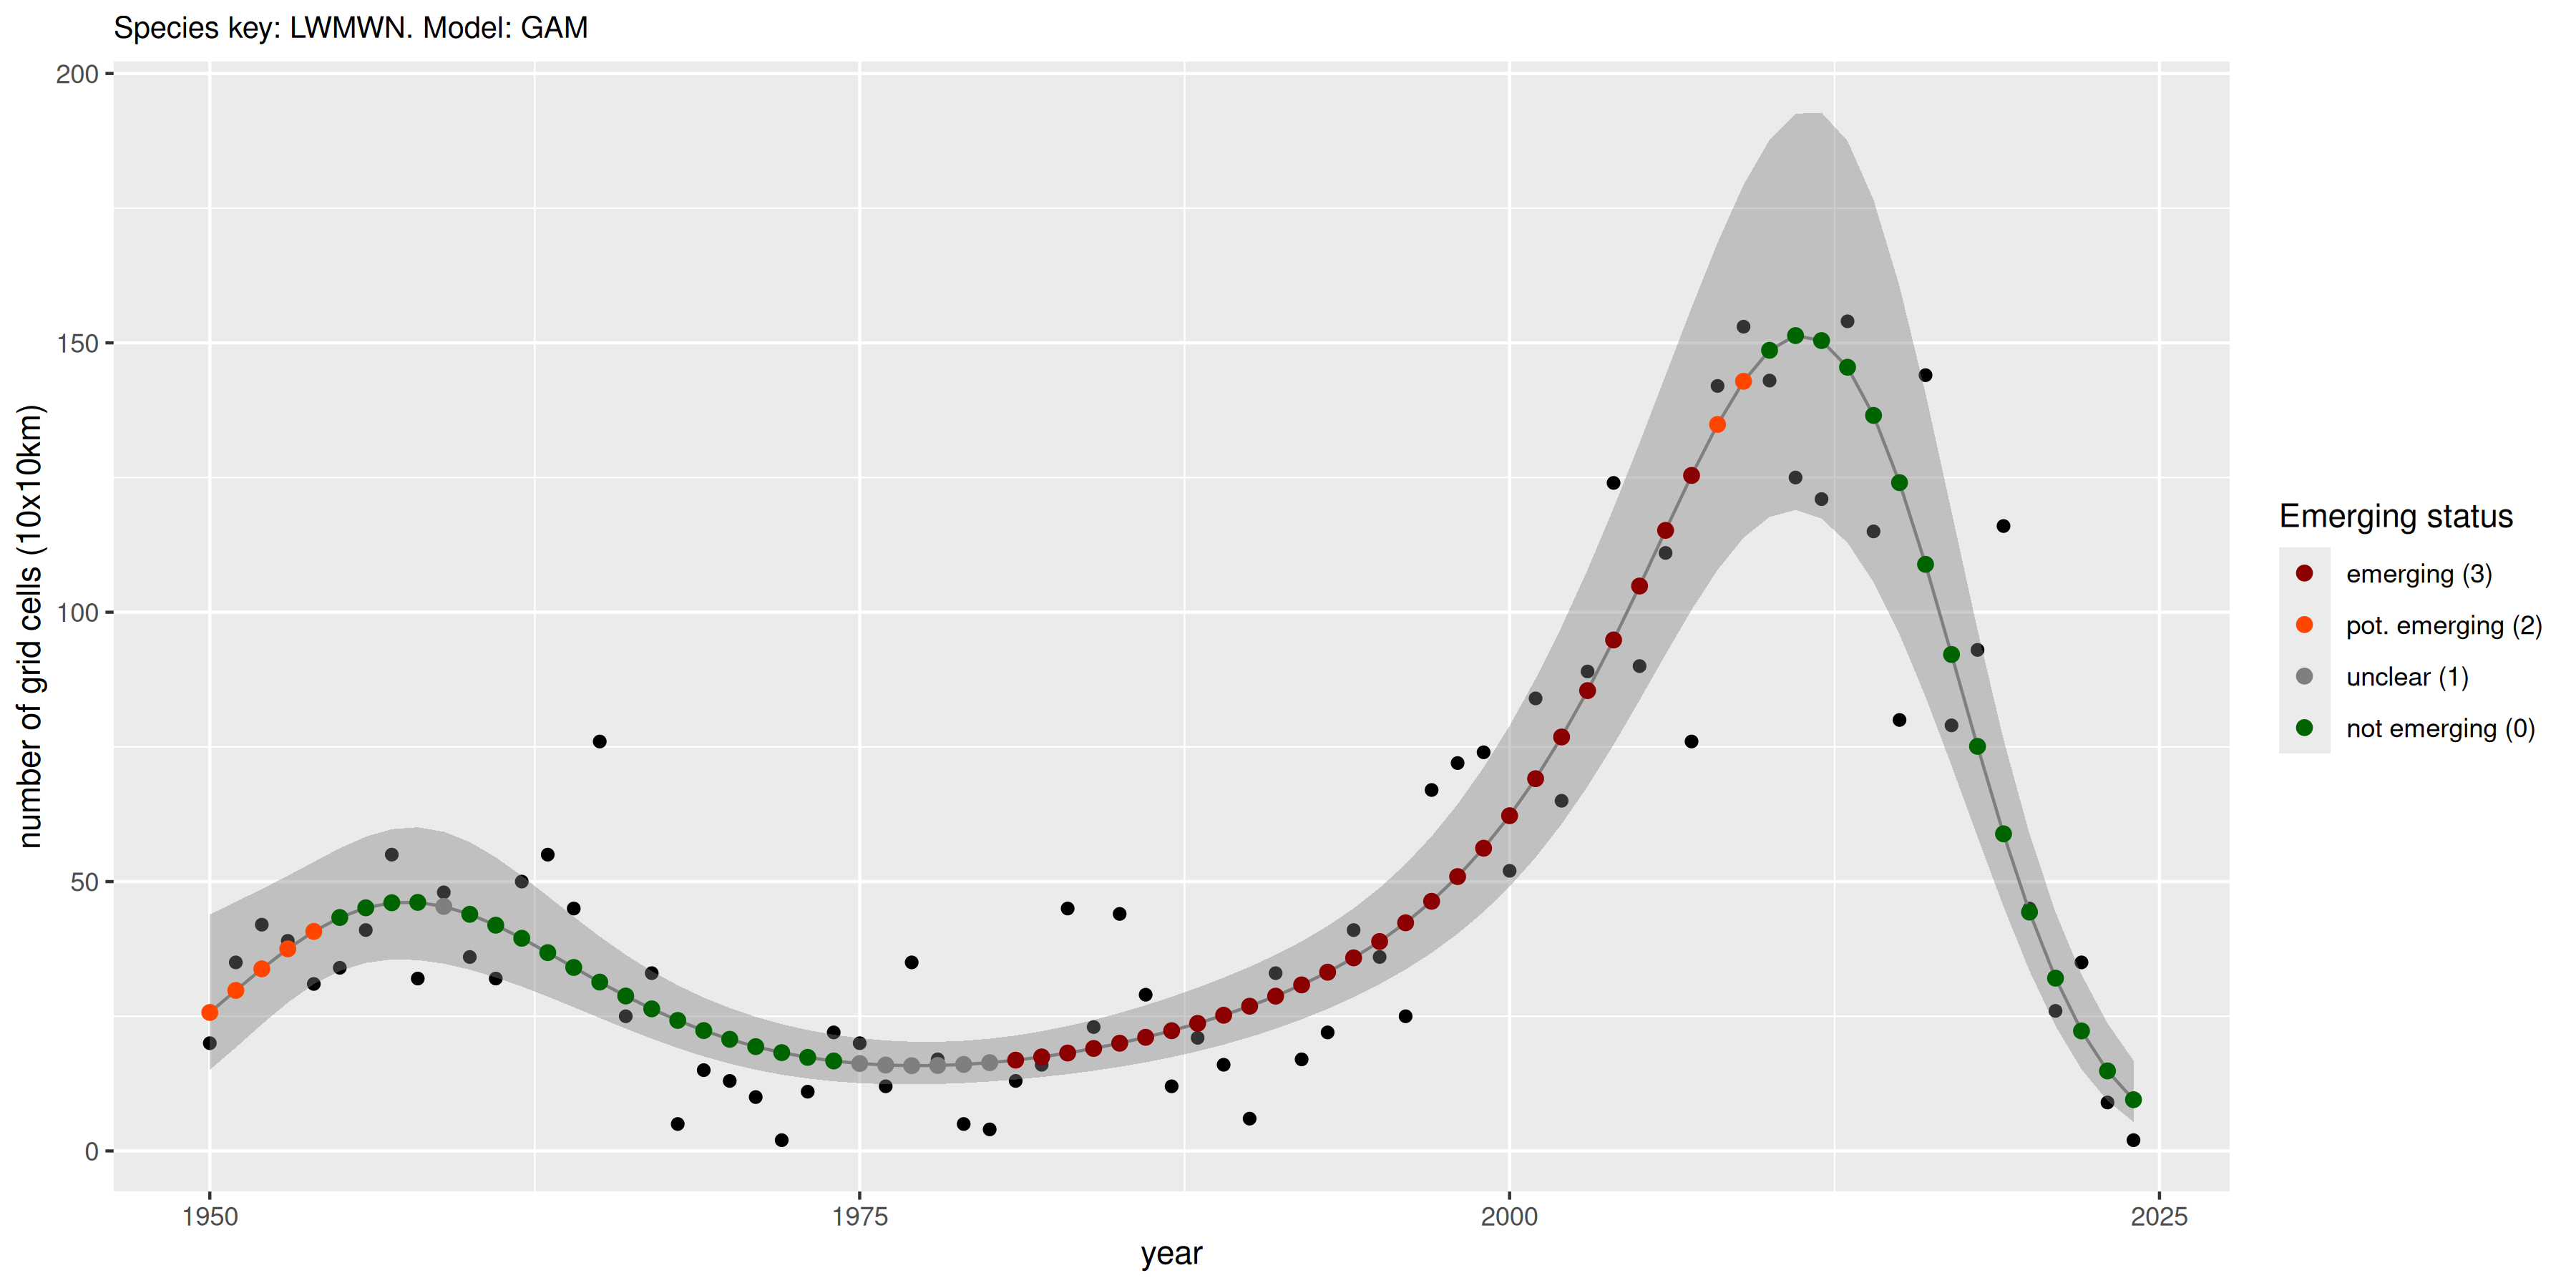 Species key: LWMWN. Model: GAM
number of grid cells (10x10km)
200
150
100
50
0
1950
1975
2000
2025
year
Emerging status
emerging (3)
pot. emerging (2)
unclear (1)
not emerging (0)